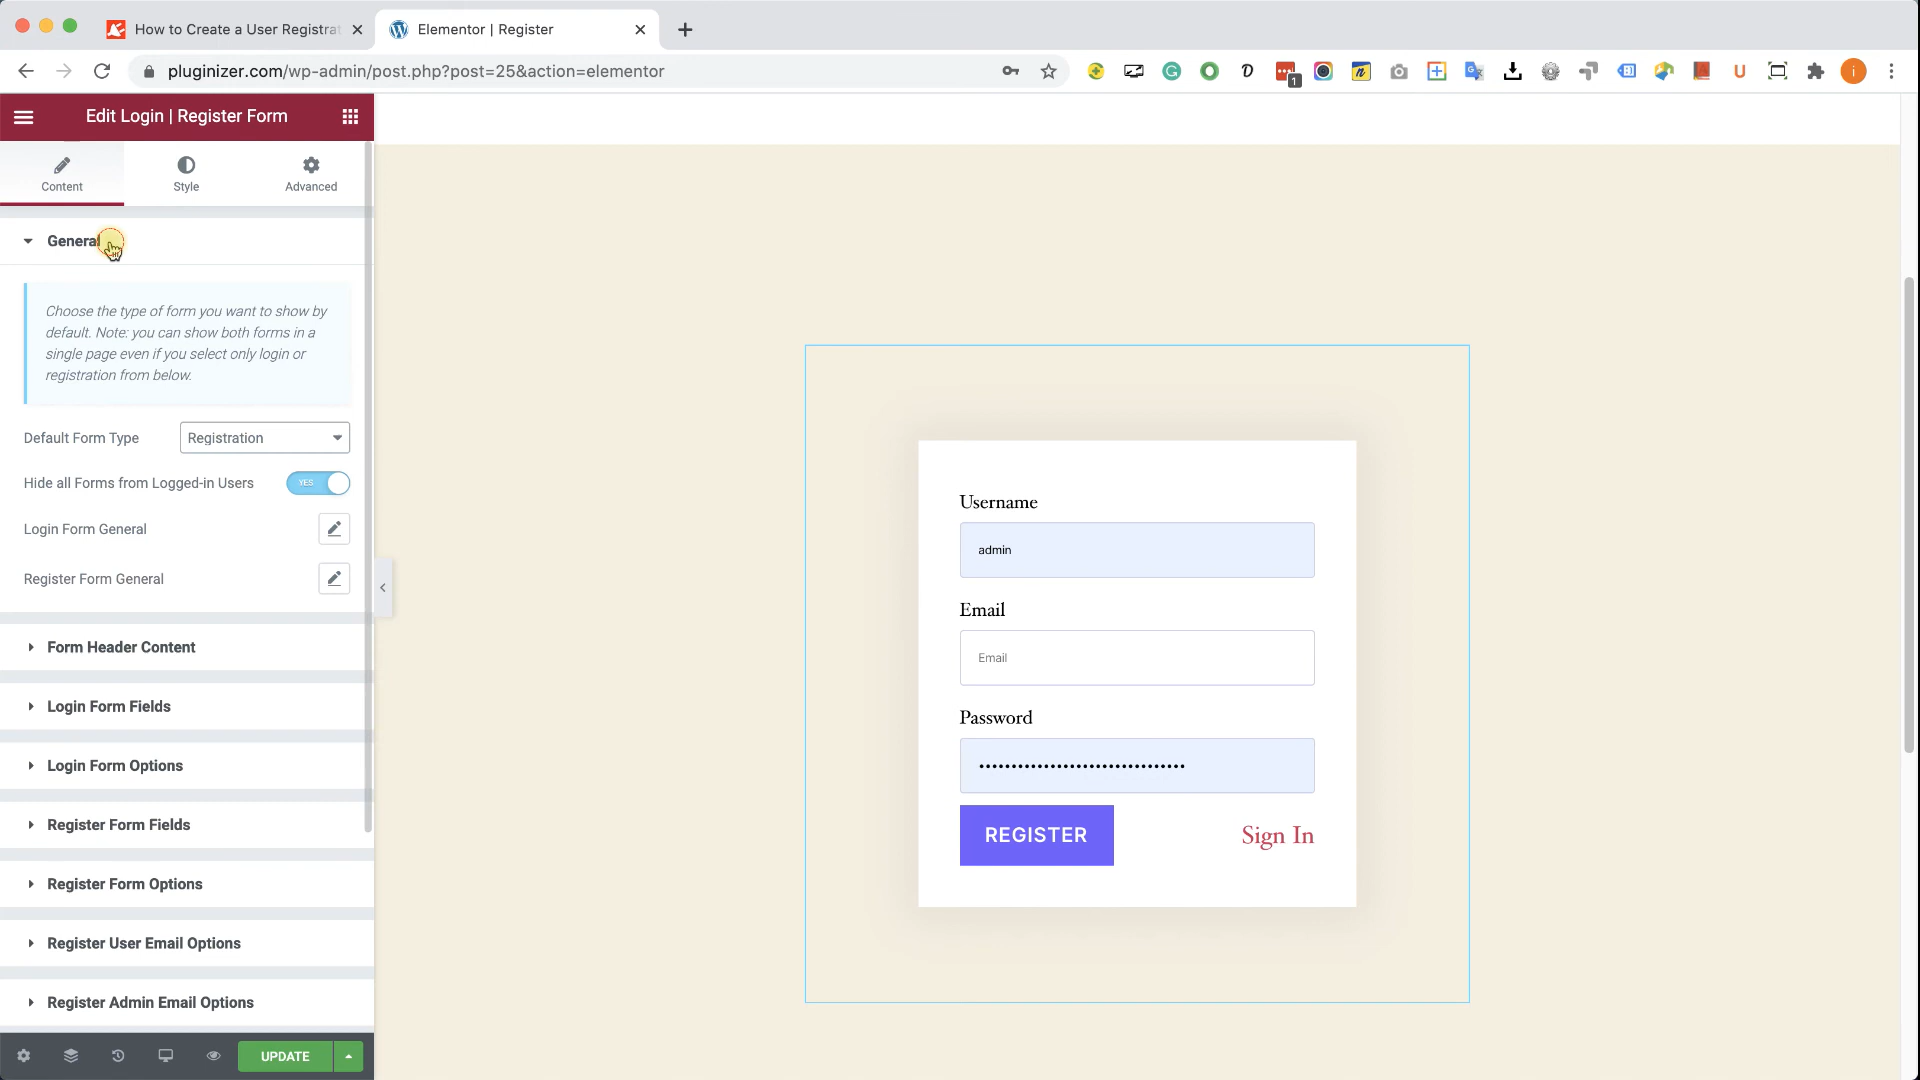 How to Create a User Registrat
Elementor | Register
pluginizer.com/wp-admin/post.php?post=25&action=elementor
1
i
Edit Login | Register Form
Content
Style
Advanced
General
Choose the type of form you want to show by
default. Note: you can show both forms in a
single page even if you select only login or
registration from below.
Default Form Type
Registration
Hide all Forms from Logged-in Users
YES
Login Form General
Register Form General
Form Header Content
Login Form Fields
Login Form Options
Register Form Fields
Register Form Options
Register User Email Options
Register Admin Email Options
UPDATE
Username
admin
Email
Email
Password
REGISTER
Sign In